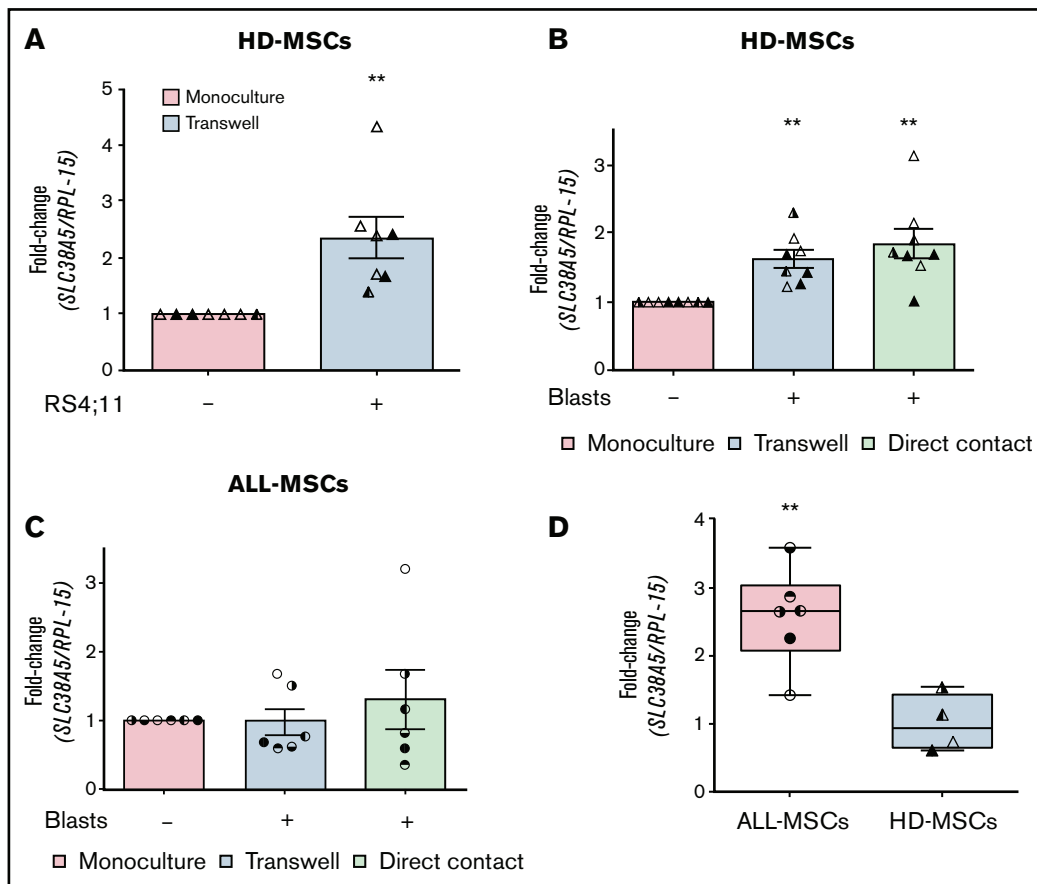 A
HD-MSCs
Fold-change
(SLC38A5/RPL-15)
5
4
3
2
1
0
Monoculture
Transwell
**
RS4;11
–
+
B
HD-MSCs
Fold-change
(SLC38A5/RPL-15)
3
2
1
0
**
**
Blasts
–
+
+
Monoculture
Transwell
Direct contact
C
ALL-MSCs
Fold-change
(SLC38A5/RPL-15)
3
2
1
0
Blasts
–
+
+
Monoculture
Transwell
Direct contact
D
Fold-change
(SLC38A5/RPL-15)
4
3
2
1
0
**
ALL-MSCs
HD-MSCs